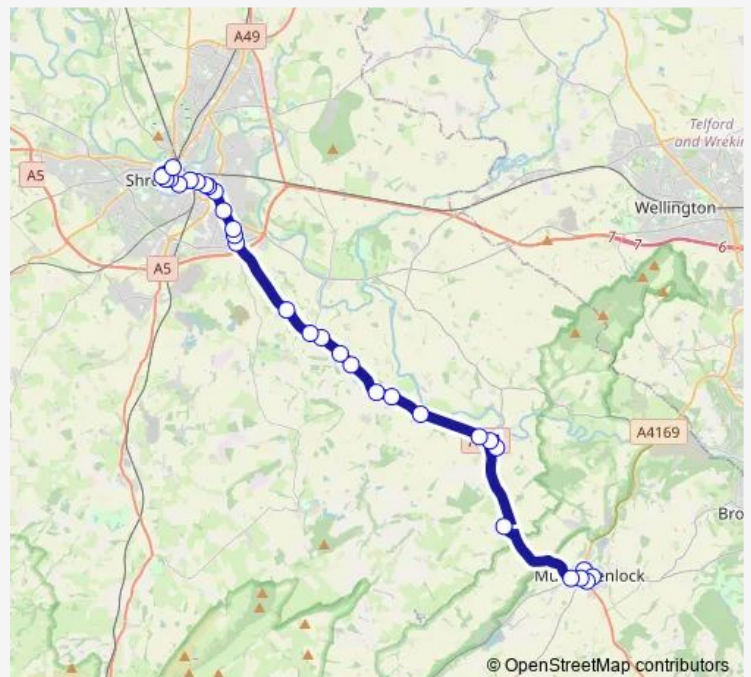 A49
Telford
and Wrekin
A5
Shre
Wellington
7
7
6
A5
A4169
Bro
Mu
enlock
© OpenStreetMap contributors